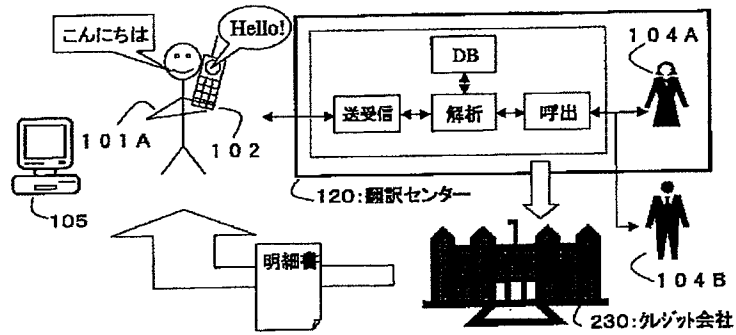 こんにちは
Hello!
DB
104A
送受信
解析
呼出
101A
102
105
120:翻訳センター
明細書
104B
230:クレジット会社